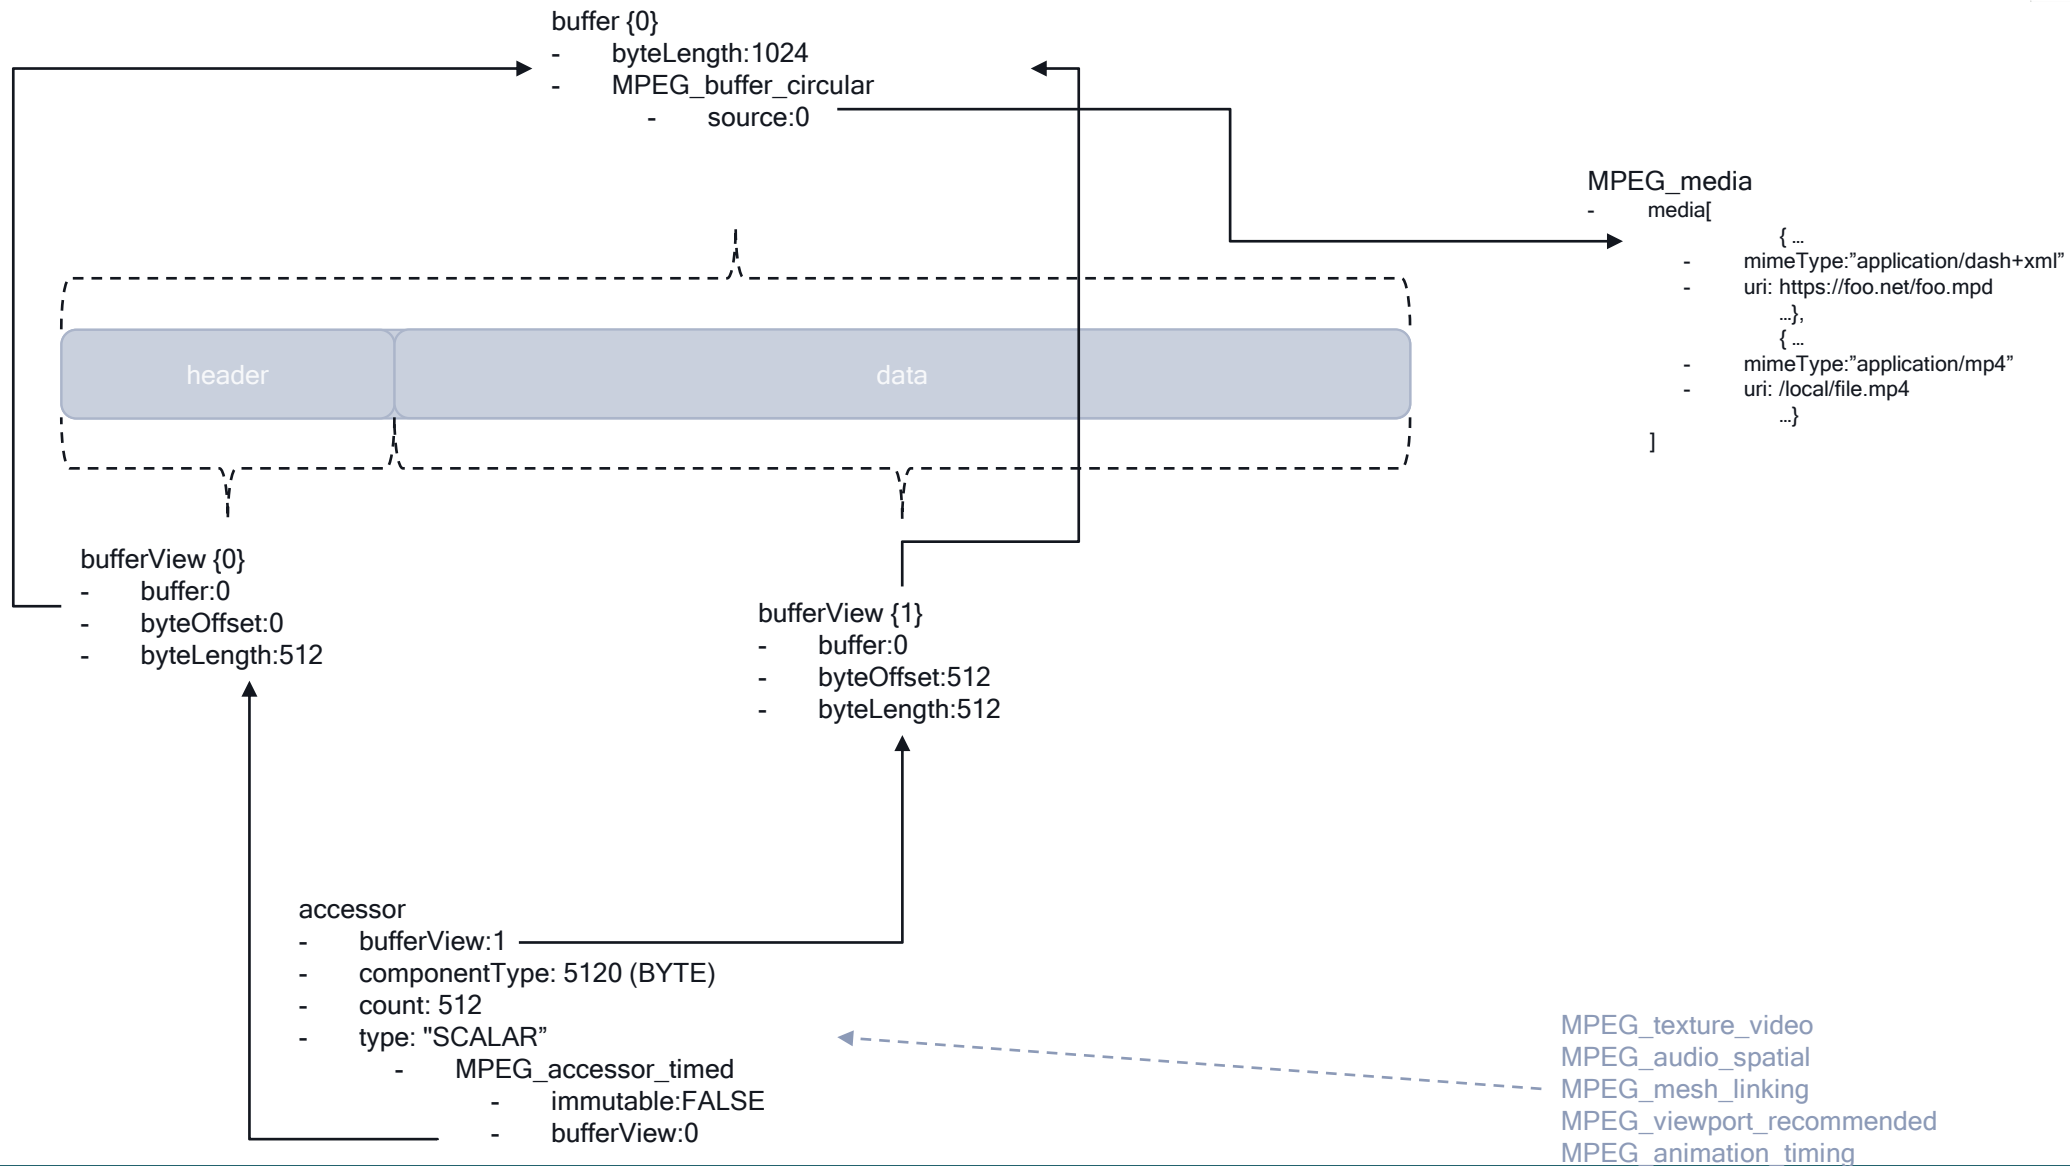 buffer {0}
- byteLength:1024
- MPEG_buffer_circular
- source:0
MPEG_media
- media[
{ …
- mimeType:”application/dash+xml”
- uri: https://foo.net/foo.mpd
…},
{ …
- mimeType:”application/mp4”
- uri: /local/file.mp4
…}
]
header
data
bufferView {0}
- buffer:0
- byteOffset:0
- byteLength:512
bufferView {1}
- buffer:0
- byteOffset:512
- byteLength:512
accessor
- bufferView:1
- componentType: 5120 (BYTE)
- count: 512
- type: "SCALAR”
- MPEG_accessor_timed
- immutable:FALSE
- bufferView:0
MPEG_texture_video
MPEG_audio_spatial
MPEG_mesh_linking
MPEG_viewport_recommended
MPEG_animation_timing